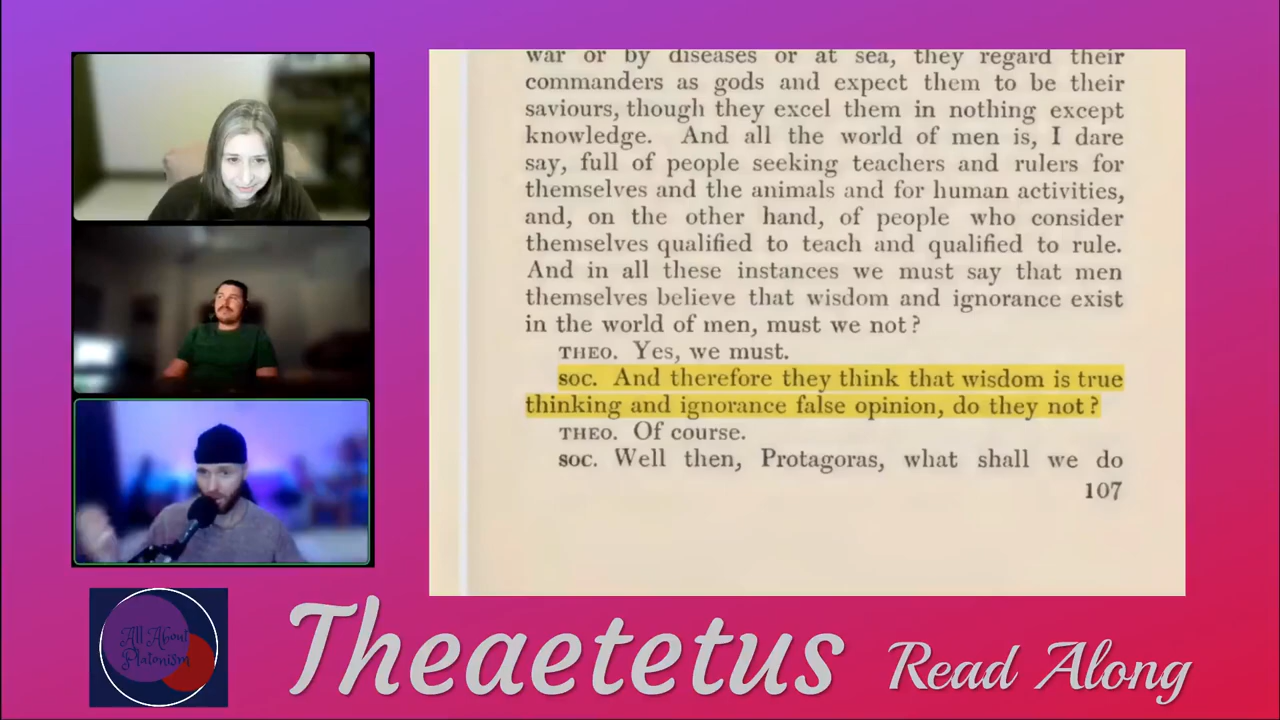 war or by diseases or at sea, they regard their
commanders as gods and expect them to be their
saviours, though they excel them in nothing except
knowledge. And all the world of men is, I dare
say, full of people seeking teachers and rulers for
themselves and the animals and for human activities,
and, on the other hand, of people who consider
themselves qualified to teach and qualified to rule.
And in all these instances we must say that men
themselves believe that wisdom and ignorance exist
in the world of men, must we not?
THEO. Yes, we must.
SOC. And therefore they think that wisdom is true
thinking and ignorance false opinion, do they not?
THEO. Of course.
SOC. Well then, Protagoras, what shall we do
107
All About
Platonism
Theaetetus Read Along